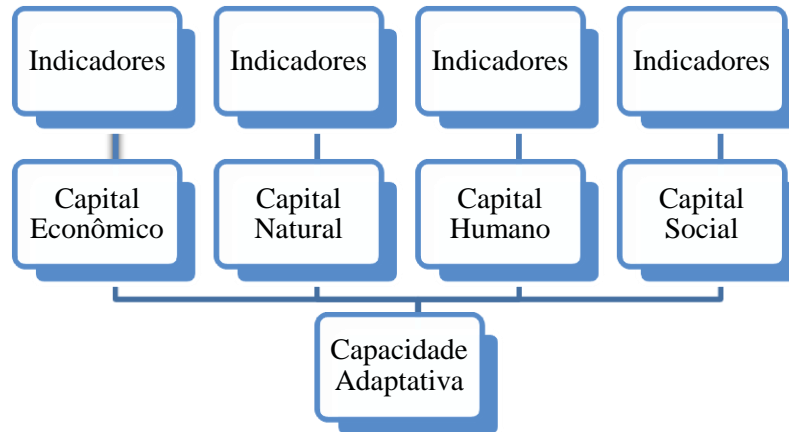 Indicadores
Indicadores
Indicadores
Indicadores
Capital
Econômico
Capital
Natural
Capital
Humano
Capital
Social
Capacidade
Adaptativa